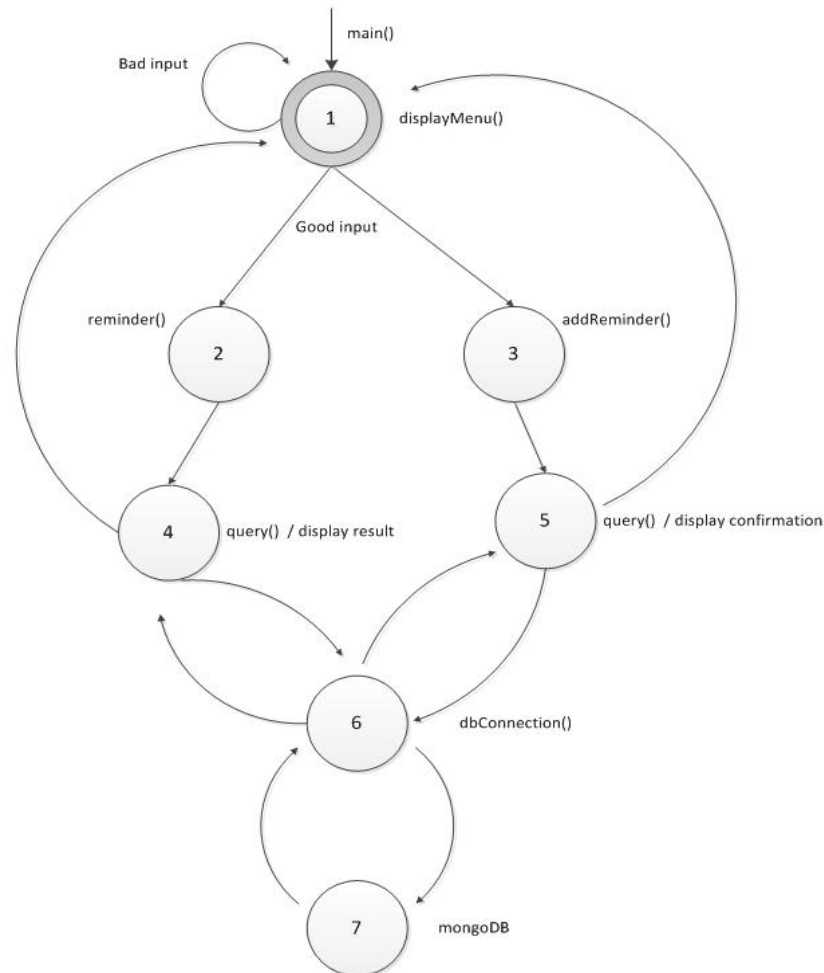 main()
Bad input
1
displayMenu()
Good input
reminder()
addReminder()
2
3
4
query() / display result
5
query() / display confirmation
6
dbConnection()
7
mongoDB